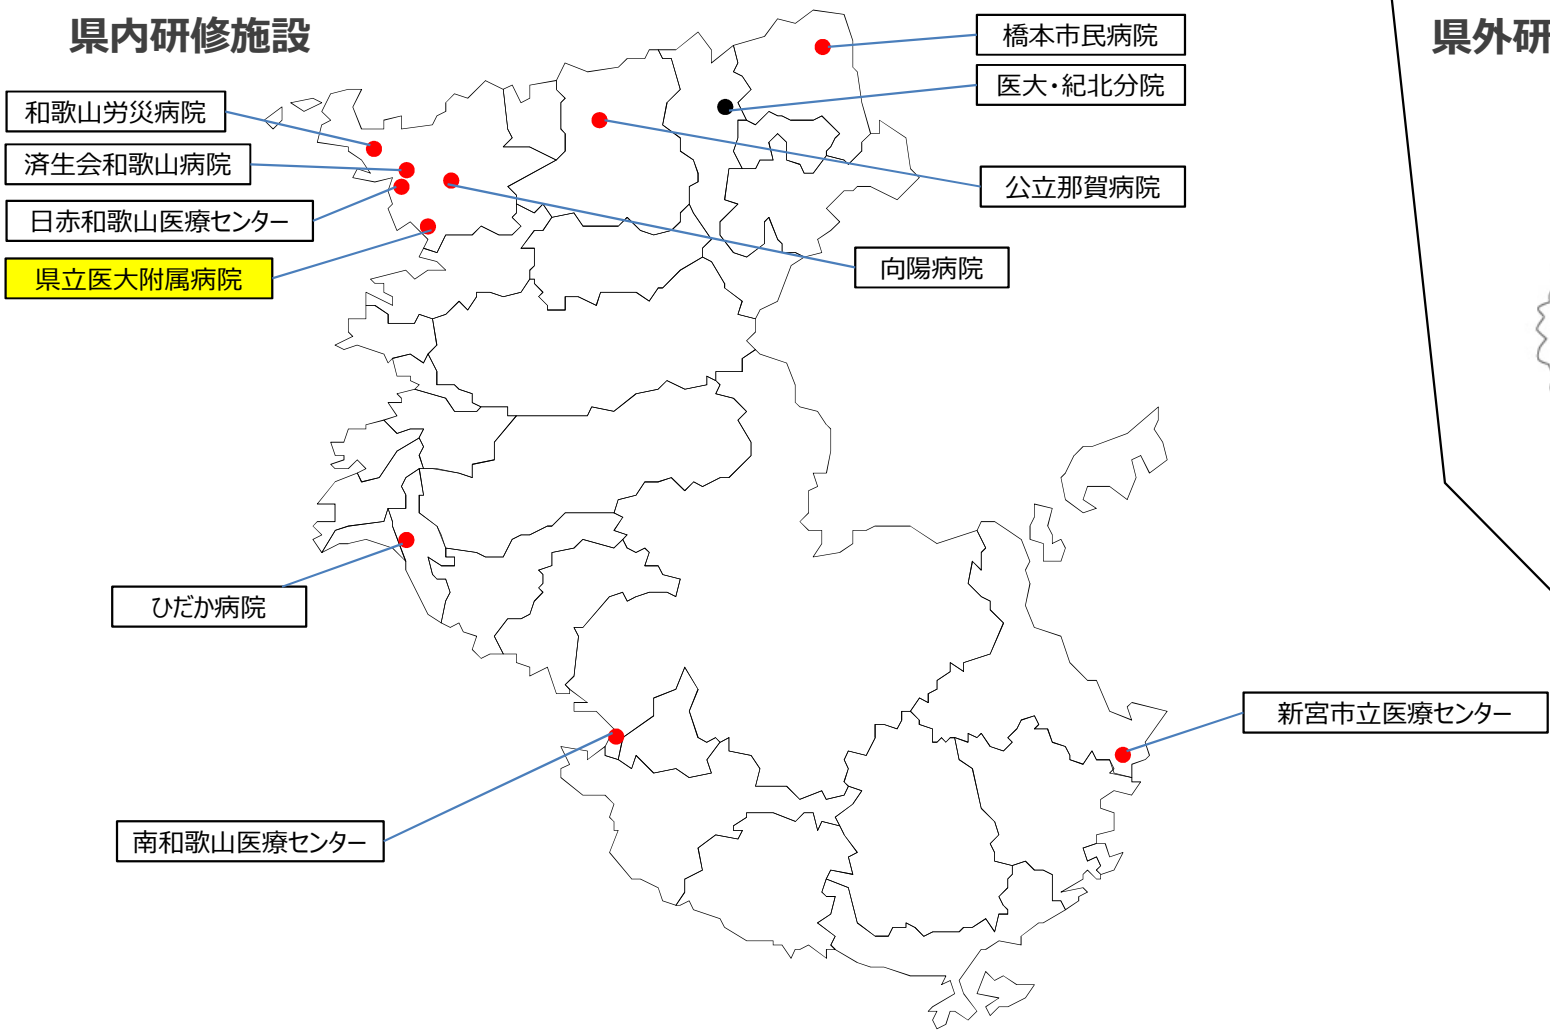 県内研修施設
県外研
橋本市民病院
医大・紀北分院
和歌山労災病院
済生会和歌山病院
公立那賀病院
日赤和歌山医療センター
県立医大附属病院
向陽病院
ひだか病院
新宮市立医療センター
南和歌山医療センター